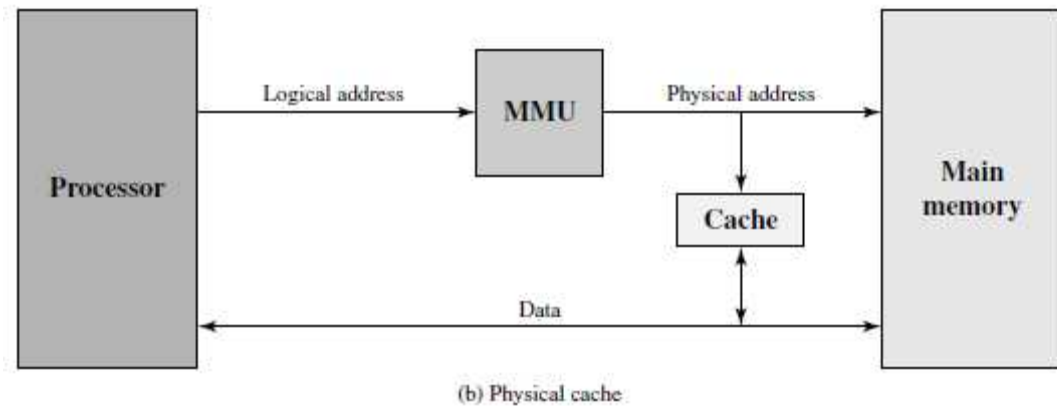 Logical address
Physical address
MMU
Processor
Main
memory
Cache
Data
(b) Physical cache